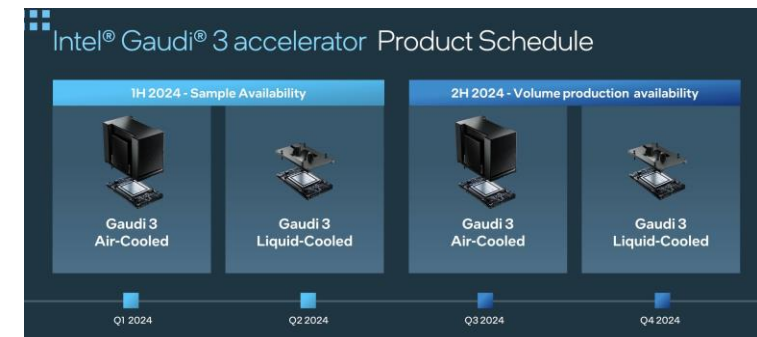 Intel® Gaudi® 3 accelerator Product Schedule
1H 2024 - Sample Availability
2H 2024 - Volume production availability
Gaudi 3
Air-Cooled
Gaudi 3
Liquid-Cooled
Gaudi 3
Air-Cooled
Gaudi 3
Liquid-Cooled
Q1 2024
Q2 2024
Q3 2024
Q4 2024